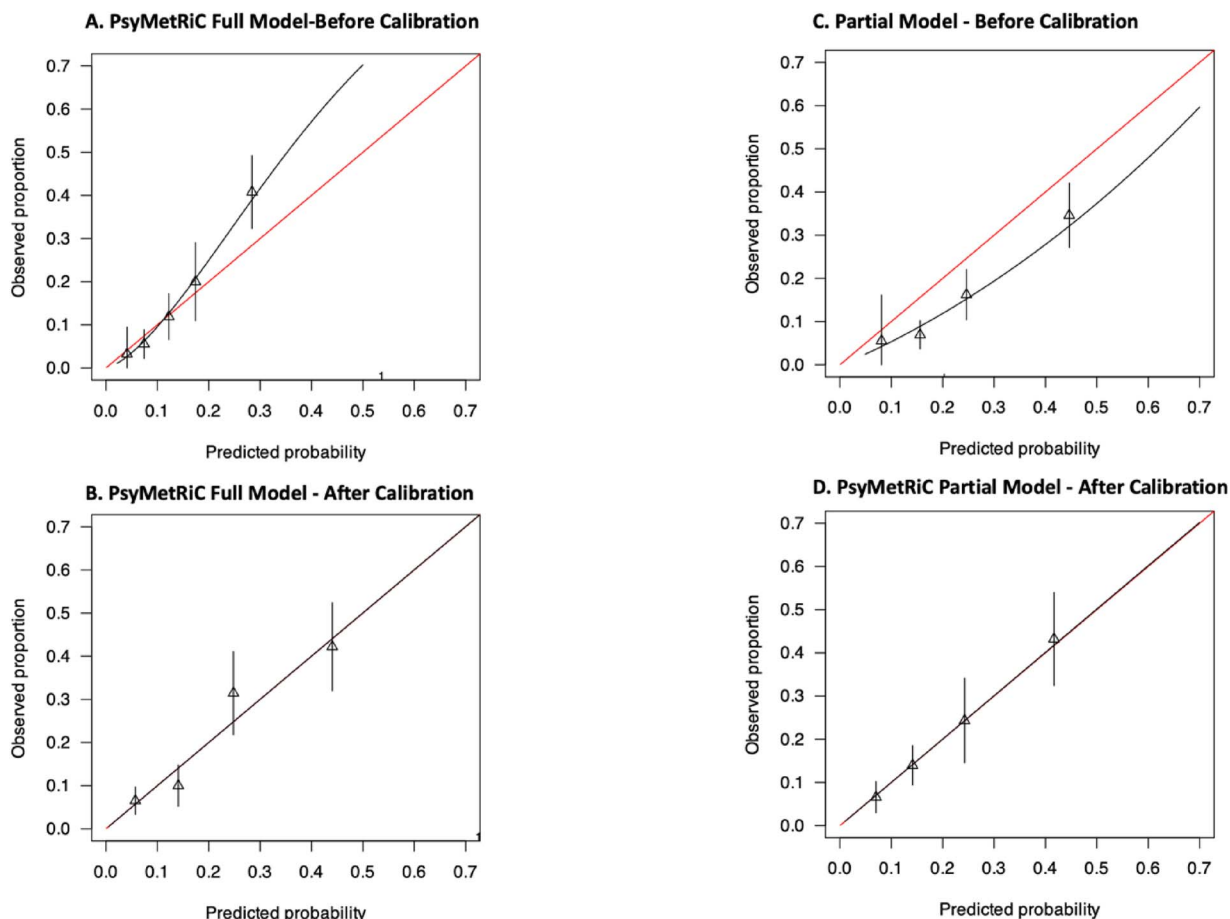 A. PsyMetRiC Full Model-Before Calibration
Observed proportion
0.7
0.6
0.5
0.4
0.3
0.2
0.1
0.0
1
0.0 0.1 0.2 0.3 0.4 0.5 0.6 0.7
Predicted probability
B. PsyMetRiC Full Model - After Calibration
Observed proportion
0.7
0.6
0.5
0.4
0.3
0.2
0.1
0.0
1
0.0 0.1 0.2 0.3 0.4 0.5 0.6 0.7
Predicted probability
C. Partial Model - Before Calibration
Observed proportion
0.7
0.6
0.5
0.4
0.3
0.2
0.1
0.0
0.0 0.1 0.2 0.3 0.4 0.5 0.6 0.7
Predicted probability
D. PsyMetRiC Partial Model - After Calibration
Observed proportion
0.7
0.6
0.5
0.4
0.3
0.2
0.1
0.0
0.0 0.1 0.2 0.3 0.4 0.5 0.6 0.7
Predicted probability